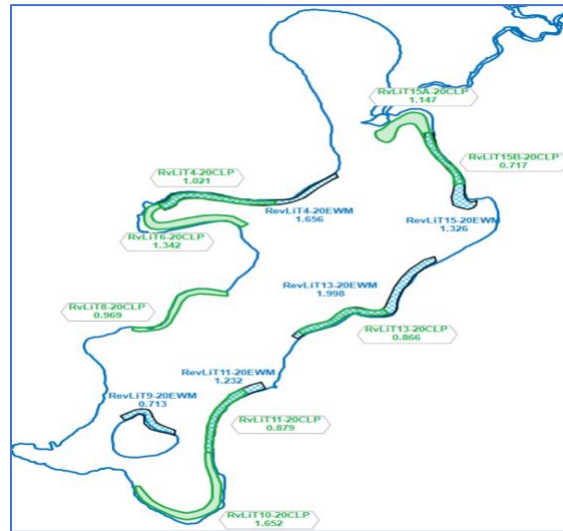 RvLiT15A-20CLP
1.147
RvLiT15B-20CLP
0.717
RvLiT4-20CLP
1.021
RevLiT4-20EWM
1.656
RevLiT15-20EWM
1.326
RvLiT6-20CLP
1.342
RevLiT13-20EWM
1.998
RvLiT8-20CLP
0.969
RvLiT13-20CLP
0.866
RevLiT11-20EWM
1.232
RevLiT9-20EWM
0.713
RvLiT11-20CLP
0.879
RvLiT10-20CLP
1.652